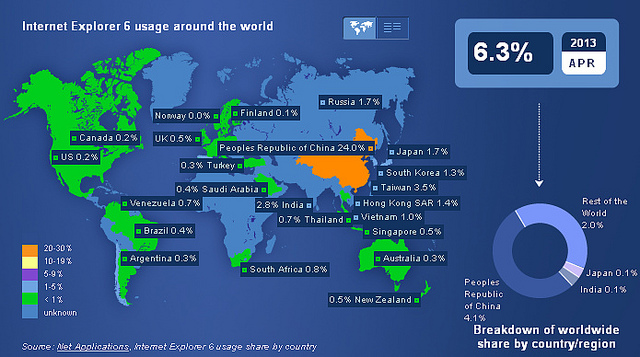 Internet Explorer 6 usage around the world
6.3%
2013
APR
Russia 1.7%
Norway 0.0%
Finland 0.1%
Canada 0.2%
UK 0.5%
Peoples Republic of China 24.0%
Japan 1.7%
US 0.2%
0.3% Turkey
South Korea 1.3%
0.4% Saudi Arabia
Taiwan 3.5%
Venezuela 0.7%
2.8% India
Hong Kong SAR 1.4%
0.7% Thailand
Vietnam 1.0%
Brazil 0.4%
Singapore 0.5%
Argentina 0.3%
South Africa 0.8%
Australia 0.3%
0.5% New Zealand
20-30%
10-19%
5-9%
1-5%
< 1%
unknown
Rest of the
World
2.0%
Japan 0.1%
India 0.1%
Peoples
Republic
of China
4.1%
Breakdown of worldwide
share by country/region
Source: Net Applications, Internet Explorer 6 usage share by country